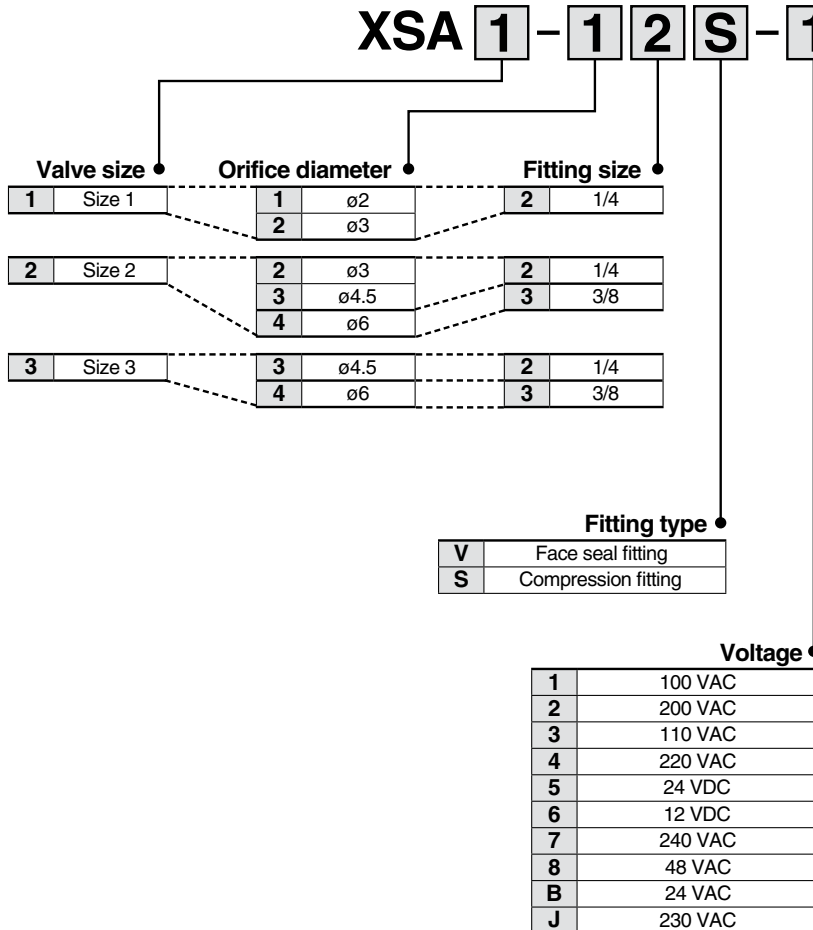 XSA 1 - 1 2 S - 1
Valve size Orifice diameter Fitting size
1 Size 1 1 ø2 2 1/4
2 ø3
2 Size 2 2 ø3 2 1/4
3 ø4.5 3 3/8
4 ø6
3 Size 3 3 ø4.5 2 1/4
4 ø6 3 3/8
Fitting type
V Face seal fitting
S Compression fitting
Voltage
1 100 VAC
2 200 VAC
3 110 VAC
4 220 VAC
5 24 VDC
6 12 VDC
7 240 VAC
8 48 VAC
B 24 VAC
J 230 VAC